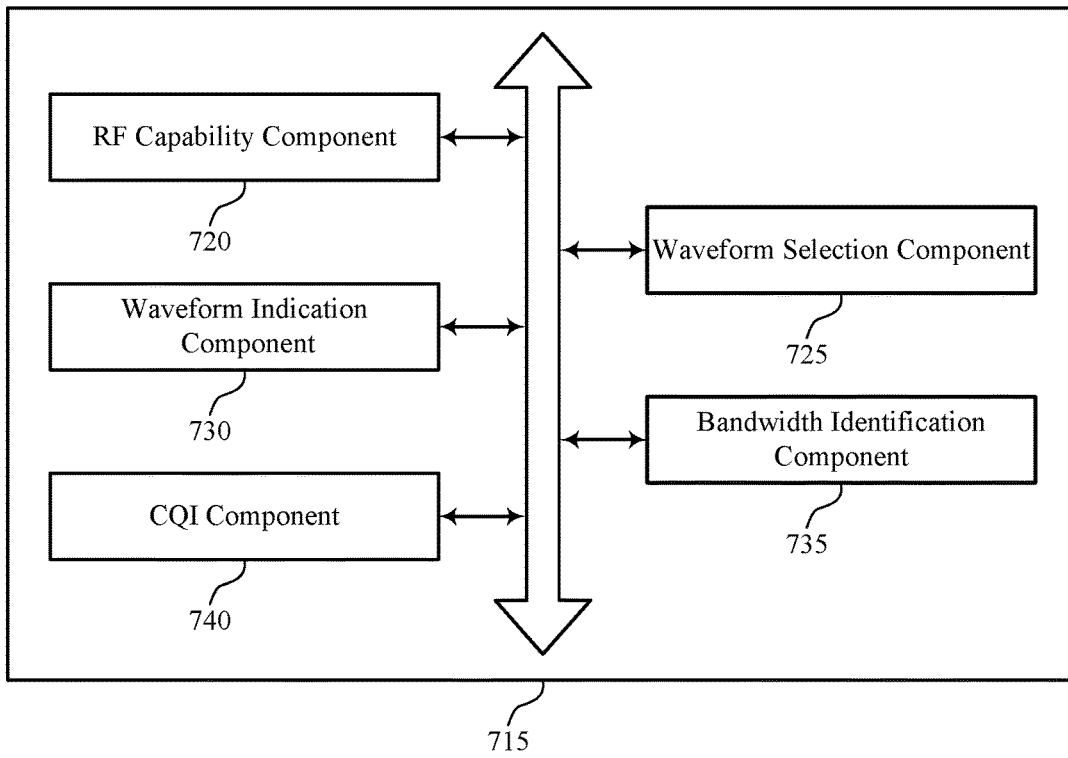 RF Capability Component
720
Waveform Selection Component
725
Waveform Indication
Component
730
Bandwidth Identification
Component
735
CQI Component
740
715